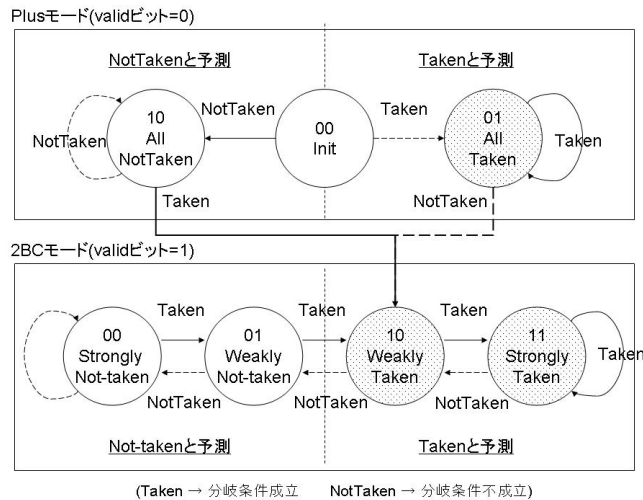 Plusモード(validビット=0)
NotTakenと予測
Takenと予測
10
All
NotTaken
NotTaken
NotTaken
00
Init
Taken
01
All
Taken
Taken
Taken
NotTaken
2BCモード(validビット=1)
00
Strongly
Not-taken
Taken
NotTaken
01
Weakly
Not-taken
Taken
NotTaken
10
Weakly
Taken
Taken
NotTaken
11
Strongly
Taken
Taken
Not-takenと予測
Takenと予測
(Taken → 分岐条件成立 NotTaken → 分岐条件不成立)